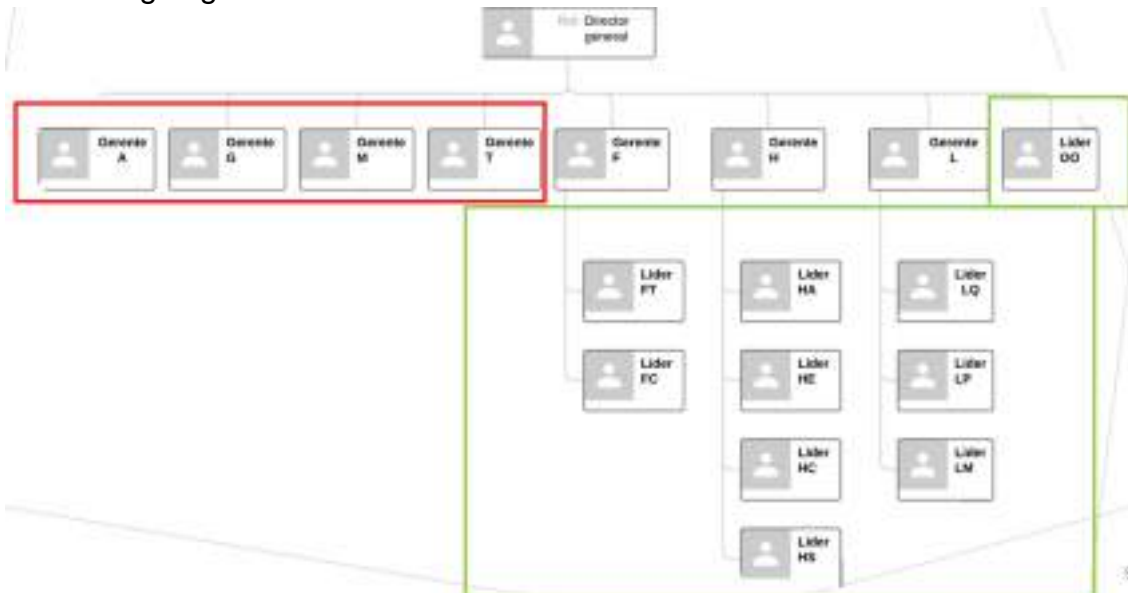 Director
general
Gerente
A
Gerente
G
Gerente
M
Gerente
T
Gerente
F
Gerente
H
Gerente
L
Lider
DO
Lider
FT
Lider
FC
Lider
HA
Lider
HE
Lider
HC
Lider
HS
Lider
LQ
Lider
LP
Lider
LM